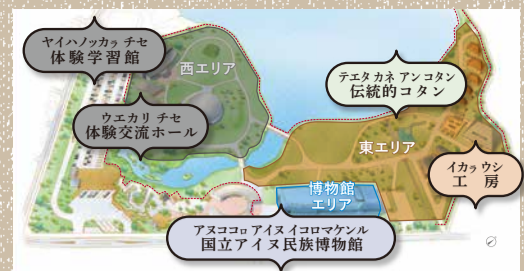 ヤイハノッカㇻ チセ
体験学習館
西エリア
ウエカリ チセ
体験交流ホール
テエタ カネ アン コタン
伝統的コタン
東エリア
イカㇻ ウシ
工 房
博物館
エリア
アヌココㇿ アイヌ イコロマケンル
国立アイヌ民族博物館